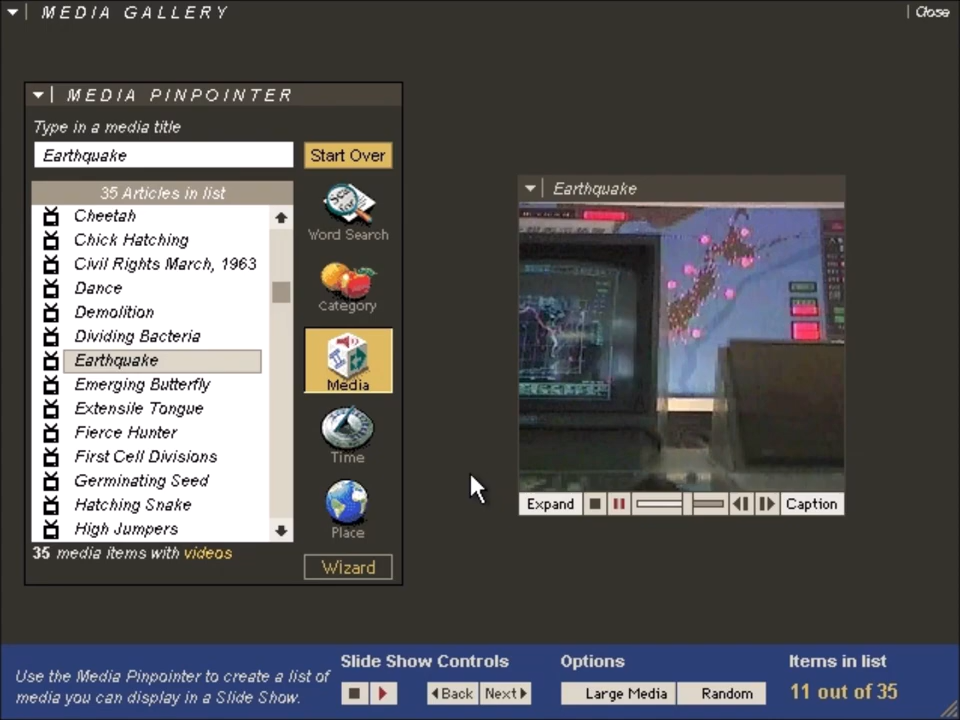 MEDIA GALLERY
Close
MEDIA PINPOINTER
Type in a media title
Earthquake
Start Over
35 Articles in list
Cheetah
Chick Hatching
Civil Rights March, 1963
Dance
Demolition
Dividing Bacteria
Earthquake
Emerging Butterfly
Extensile Tongue
Fierce Hunter
First Cell Divisions
Germinating Seed
Hatching Snake
High Jumpers
35 media items with videos
Word Search
Category
Media
Time
Place
Wizard
Earthquake
Expand
Caption
Use the Media Pinpointer to create a list of
media you can display in a Slide Show.
Slide Show Controls
Back
Next
Options
Large Media
Random
Items in list
11 out of 35